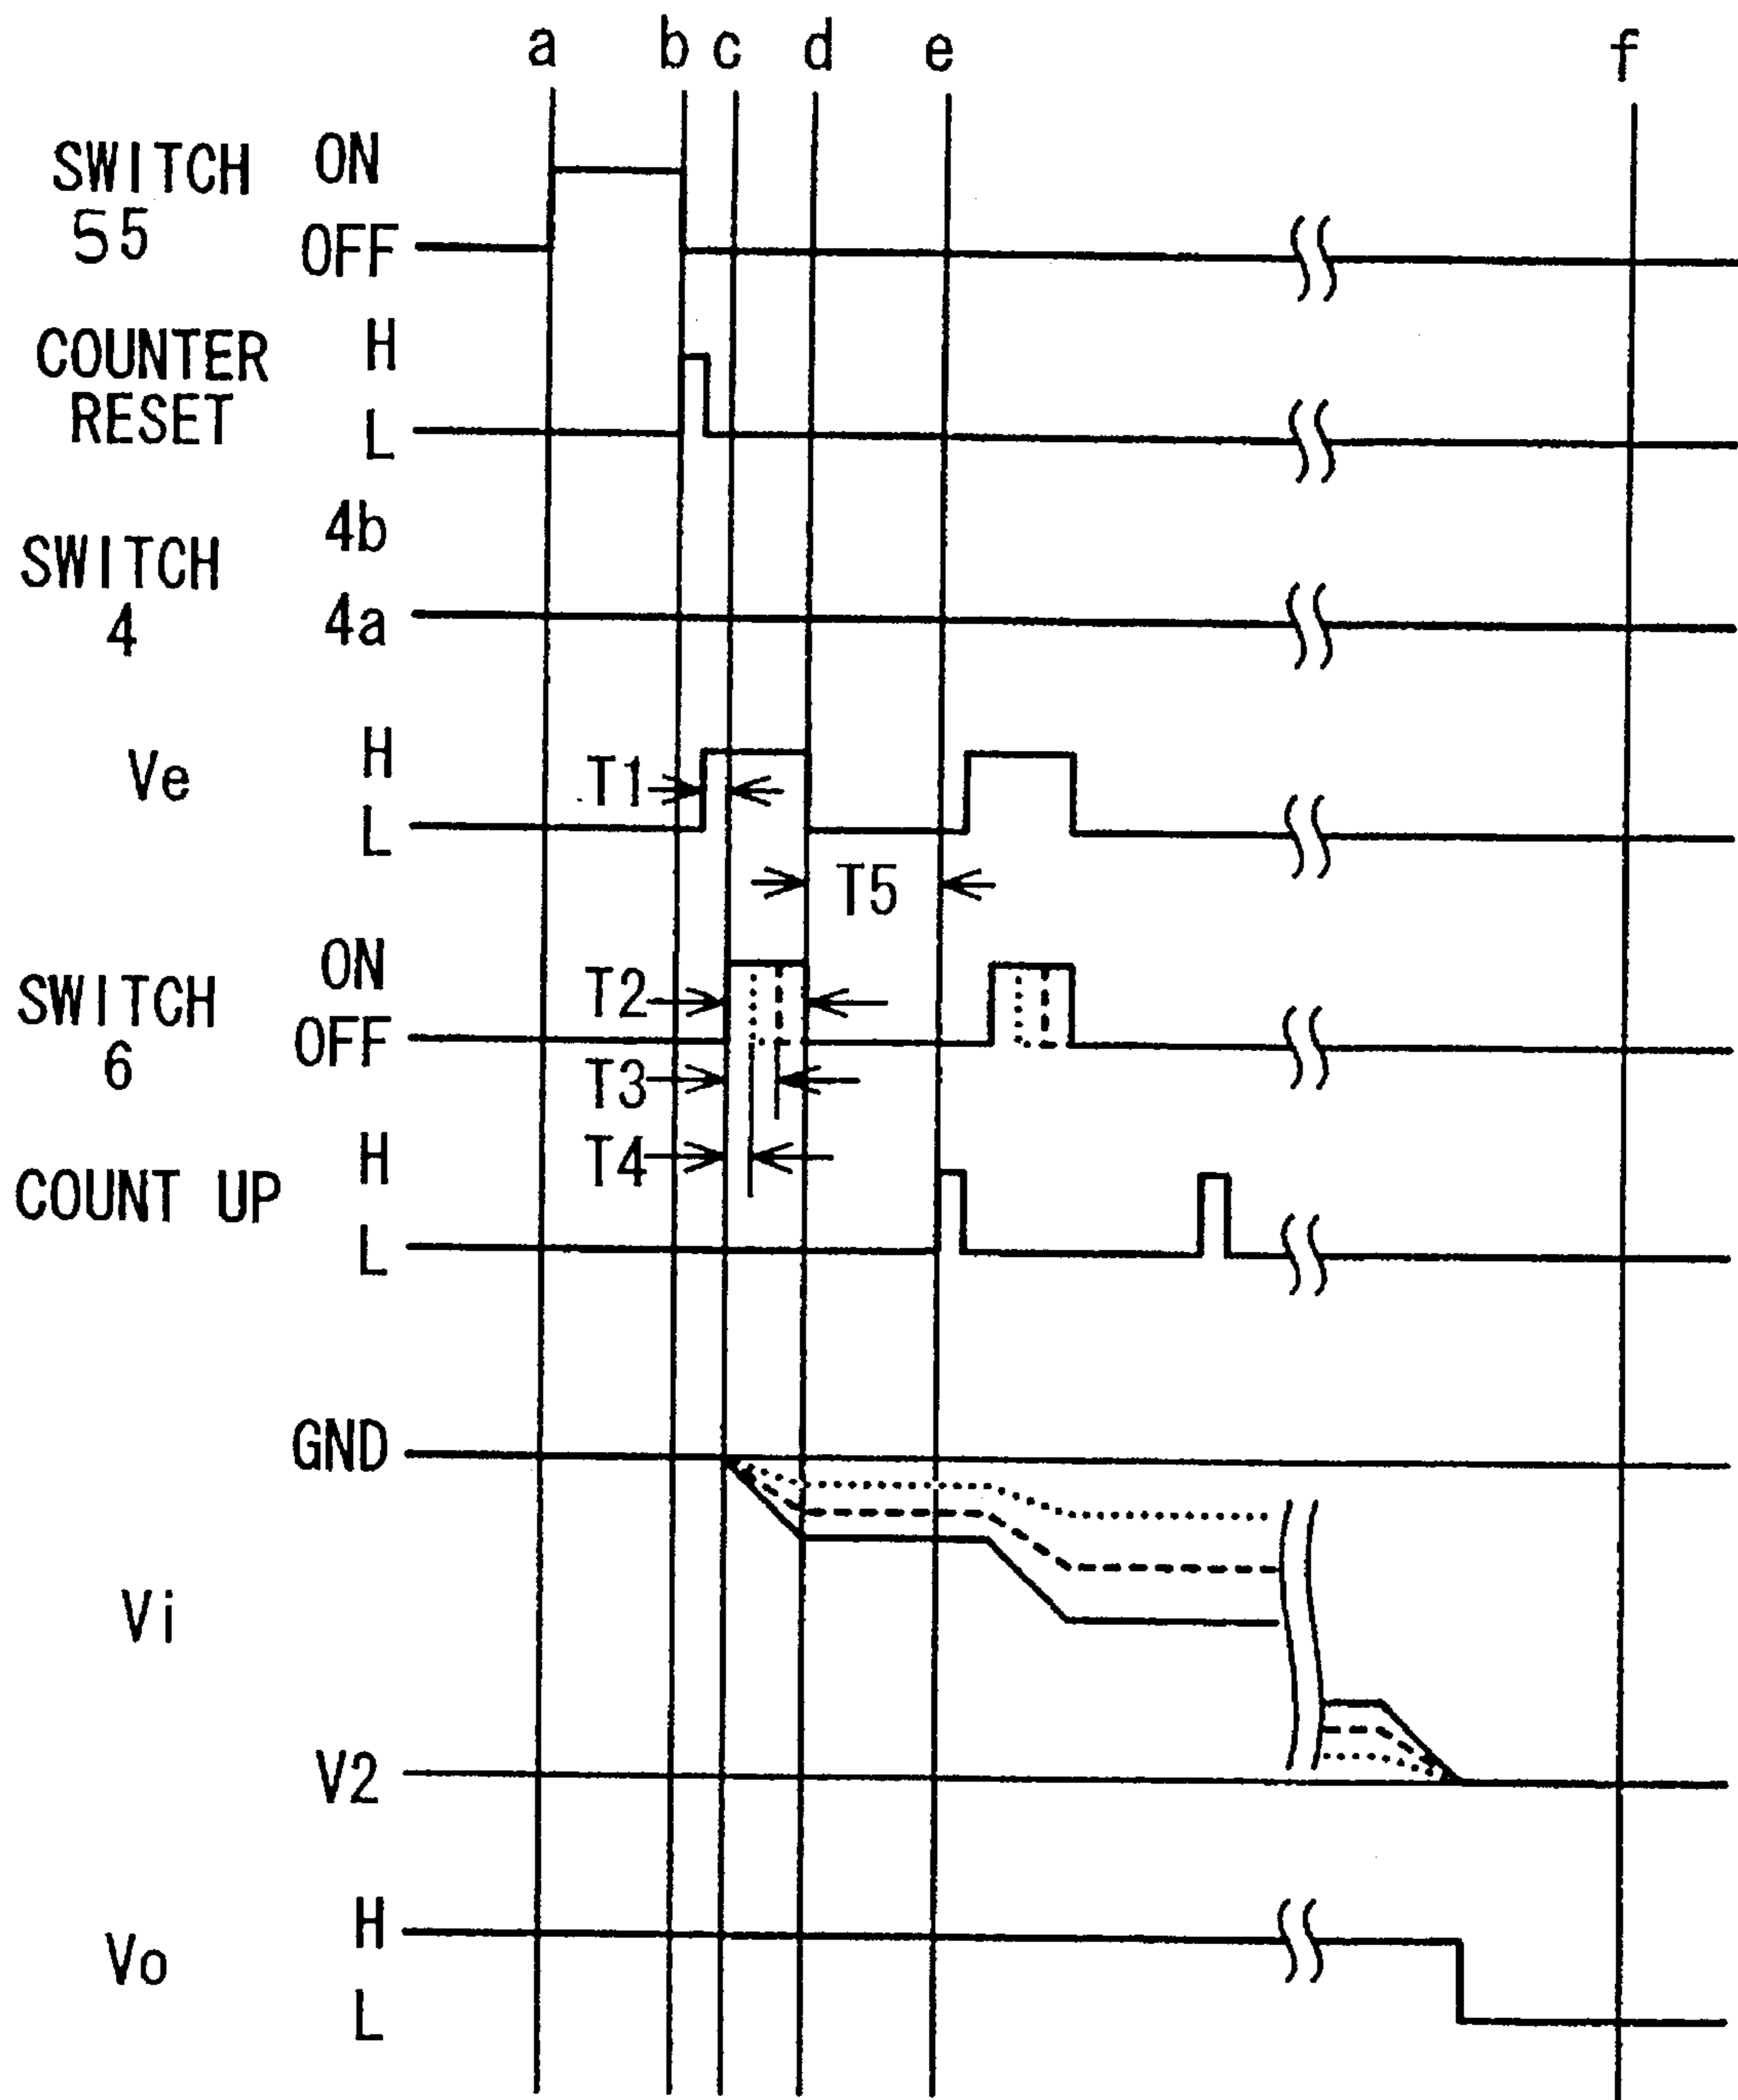 a b c d e f
SWITCH 55 ON
OFF
COUNTER RESET H
L
SWITCH 4 4b
4a
Ve H
L
T1
T5
SWITCH 6 ON
OFF
T2
T3
T4
COUNT UP H
L
GND
Vi
V2
Vo H
L